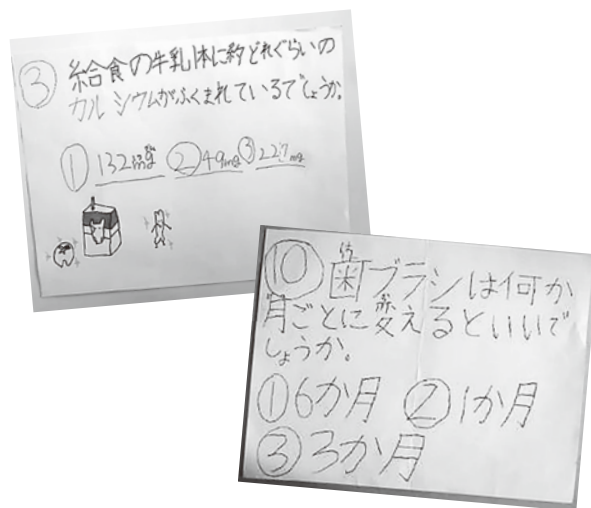 ③ 給食の牛乳1本に約どれぐらいの
カルシウムがふくまれているでしょうか。
① 132mg ② 49mg ③ 227mg
⑩ 歯ブラシは何か
月ごとに変えるといいで
しょうか。
① 6か月 ② 1か月
③ 3か月